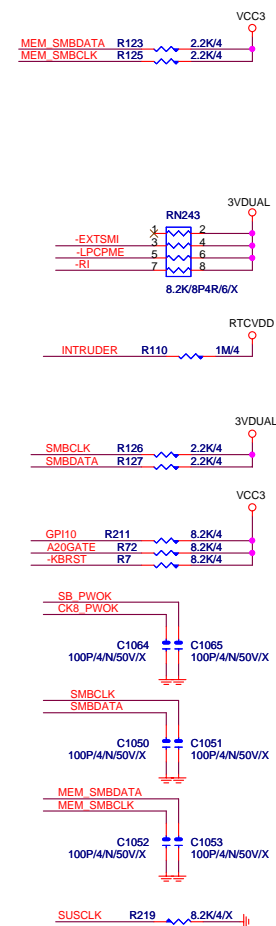 VCC3
MEM_SMBDATA R123 2.2K/4
MEM_SMBCLK R125 2.2K/4
3VDUAL
RN243
1 2
-EXTSMI 3 4
-LPCPME 5 6
-RI 7 8
8.2K/8P4R/6/X
RTCVDD
INTRUDER R110 1M/4
3VDUAL
SMBCLK R126 2.2K/4
SMBDATA R127 2.2K/4
VCC3
GPI10 R211 8.2K/4
A20GATE R72 8.2K/4
-KBRST R7 8.2K/4
SB_PWOK
CK8_PWOK
C1064 C1065
100P/4/N/50V/X 100P/4/N/50V/X
SMBCLK
SMBDATA
C1050 C1051
100P/4/N/50V/X 100P/4/N/50V/X
MEM_SMBDATA
MEM_SMBCLK
C1052 C1053
100P/4/N/50V/X 100P/4/N/50V/X
SUSCLK R219 8.2K/4/X